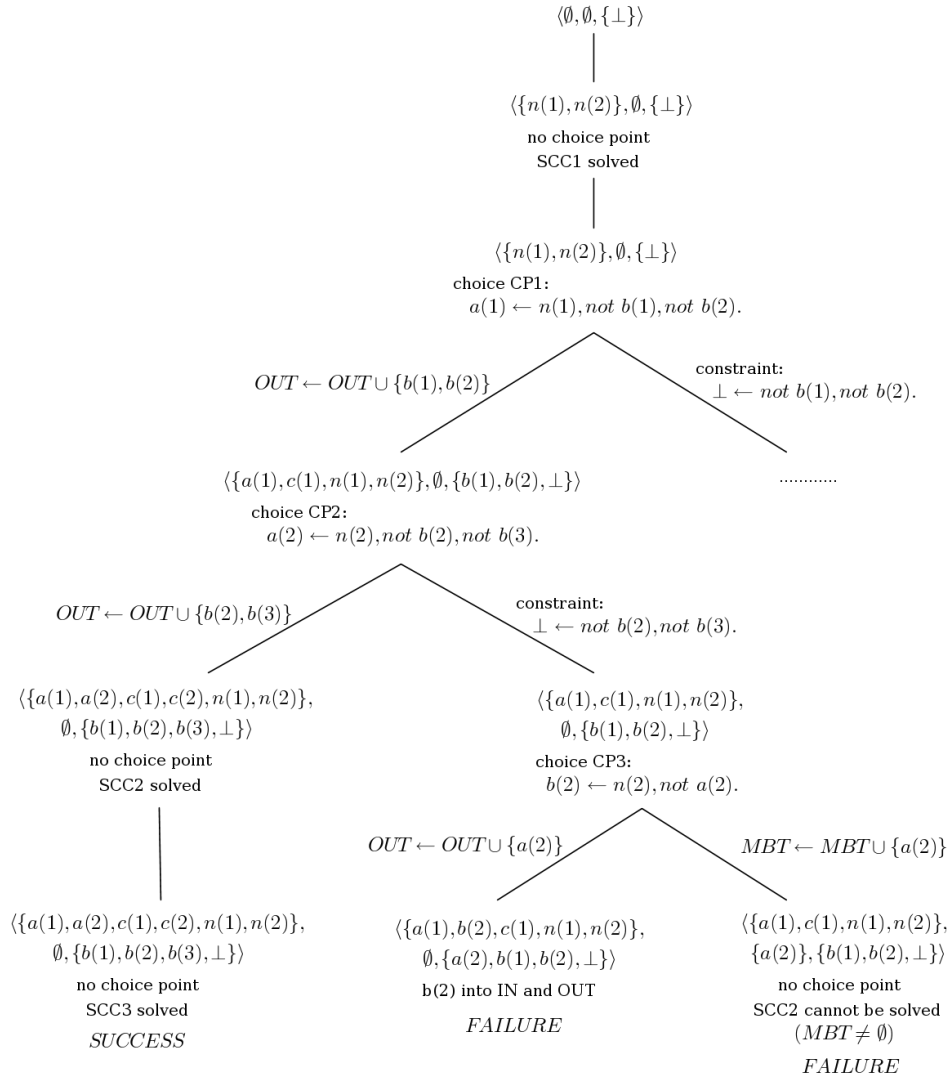 ⟨∅, ∅, {⊥}⟩
⟨{n(1), n(2)}, ∅, {⊥}⟩
no choice point
SCC1 solved
⟨{n(1), n(2)}, ∅, {⊥}⟩
choice CP1:
a(1) ← n(1), not b(1), not b(2).
OUT ← OUT ∪ {b(1), b(2)}
constraint:
⊥ ← not b(1), not b(2).
⟨{a(1), c(1), n(1), n(2)}, ∅, {b(1), b(2), ⊥}⟩
............
choice CP2:
a(2) ← n(2), not b(2), not b(3).
OUT ← OUT ∪ {b(2), b(3)}
constraint:
⊥ ← not b(2), not b(3).
⟨{a(1), a(2), c(1), c(2), n(1), n(2)},
∅, {b(1), b(2), b(3), ⊥}⟩
no choice point
SCC2 solved
⟨{a(1), c(1), n(1), n(2)},
∅, {b(1), b(2), ⊥}⟩
choice CP3:
b(2) ← n(2), not a(2).
OUT ← OUT ∪ {a(2)}
MBT ← MBT ∪ {a(2)}
⟨{a(1), a(2), c(1), c(2), n(1), n(2)},
∅, {b(1), b(2), b(3), ⊥}⟩
no choice point
SCC3 solved
SUCCESS
⟨{a(1), b(2), c(1), n(1), n(2)},
∅, {a(2), b(1), b(2), ⊥}⟩
b(2) into IN and OUT
FAILURE
⟨{a(1), c(1), n(1), n(2)},
{a(2)}, {b(1), b(2), ⊥}⟩
no choice point
SCC2 cannot be solved
(MBT ≠ ∅)
FAILURE